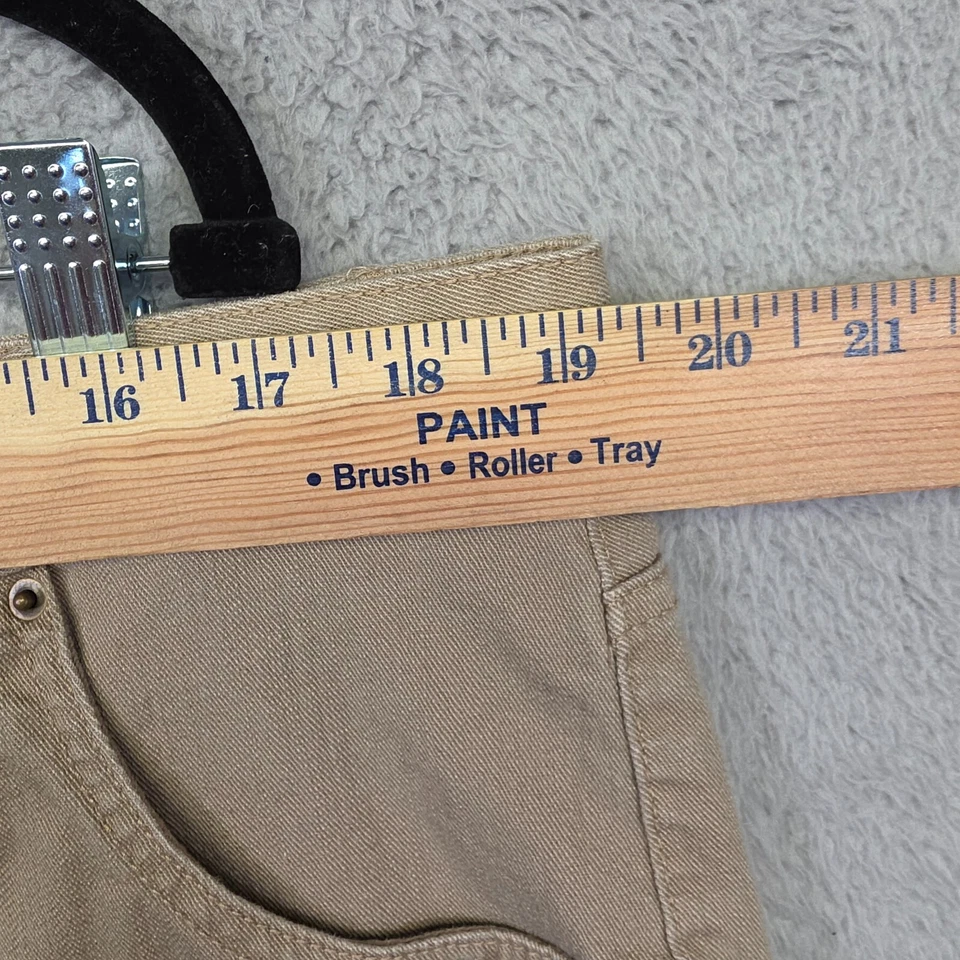 16 17 18 19 20 21
PAINT
• Brush • Roller • Tray